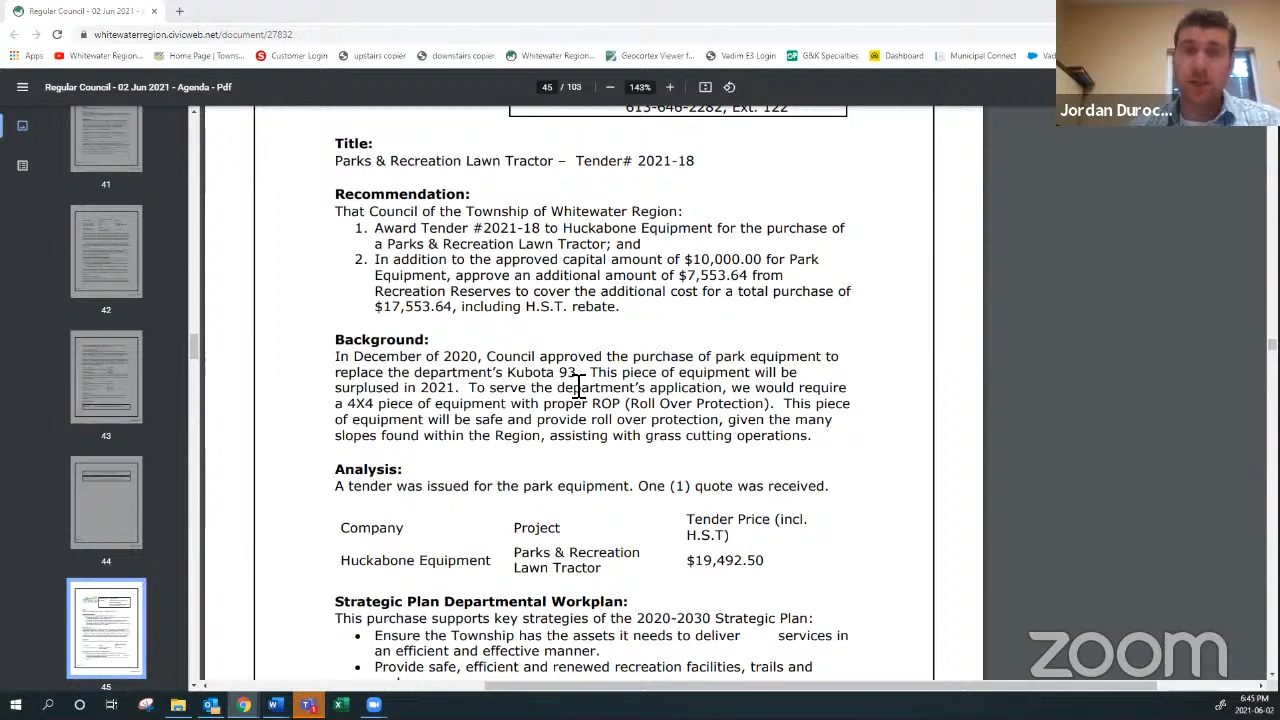 Regular Council - 02 Jun 2021 -
whitewaterregion.civicweb.net/document/27832
Apps Whitewater Region... Home Page | Towns... Customer Login upstairs copier downstairs copier Whitewater Region... Geocortex Viewer f... Vadim E3 Login G&K Specialties Dashboard Municipal Connect Vad
Regular Council - 02 Jun 2021 - Agenda - Pdf 45 / 103 143%
Jordan Duroc...
613-646-2282, Ext. 122
Title:
Parks & Recreation Lawn Tractor – Tender# 2021-18
Recommendation:
That Council of the Township of Whitewater Region:
1. Award Tender #2021-18 to Huckabone Equipment for the purchase of
a Parks & Recreation Lawn Tractor; and
2. In addition to the approved capital amount of $10,000.00 for Park
Equipment, approve an additional amount of $7,553.64 from
Recreation Reserves to cover the additional cost for a total purchase of
$17,553.64, including H.S.T. rebate.
Background:
In December of 2020, Council approved the purchase of park equipment to
replace the department's Kubota 93. This piece of equipment will be
surplused in 2021. To serve the department's application, we would require
a 4X4 piece of equipment with proper ROP (Roll Over Protection). This piece
of equipment will be safe and provide roll over protection, given the many
slopes found within the Region, assisting with grass cutting operations.
Analysis:
A tender was issued for the park equipment. One (1) quote was received.
Company Project Tender Price (incl.
H.S.T)
Huckabone Equipment Parks & Recreation
Lawn Tractor $19,492.50
Strategic Plan Departmental Workplan:
This purchase supports key strategies of the 2020-2030 Strategic Plan:
• Ensure the Township has the assets it needs to deliver services in
an efficient and effective manner.
• Provide safe, efficient and renewed recreation facilities, trails and
41
42
43
44
45
zoom
6:45 PM
2021-06-02